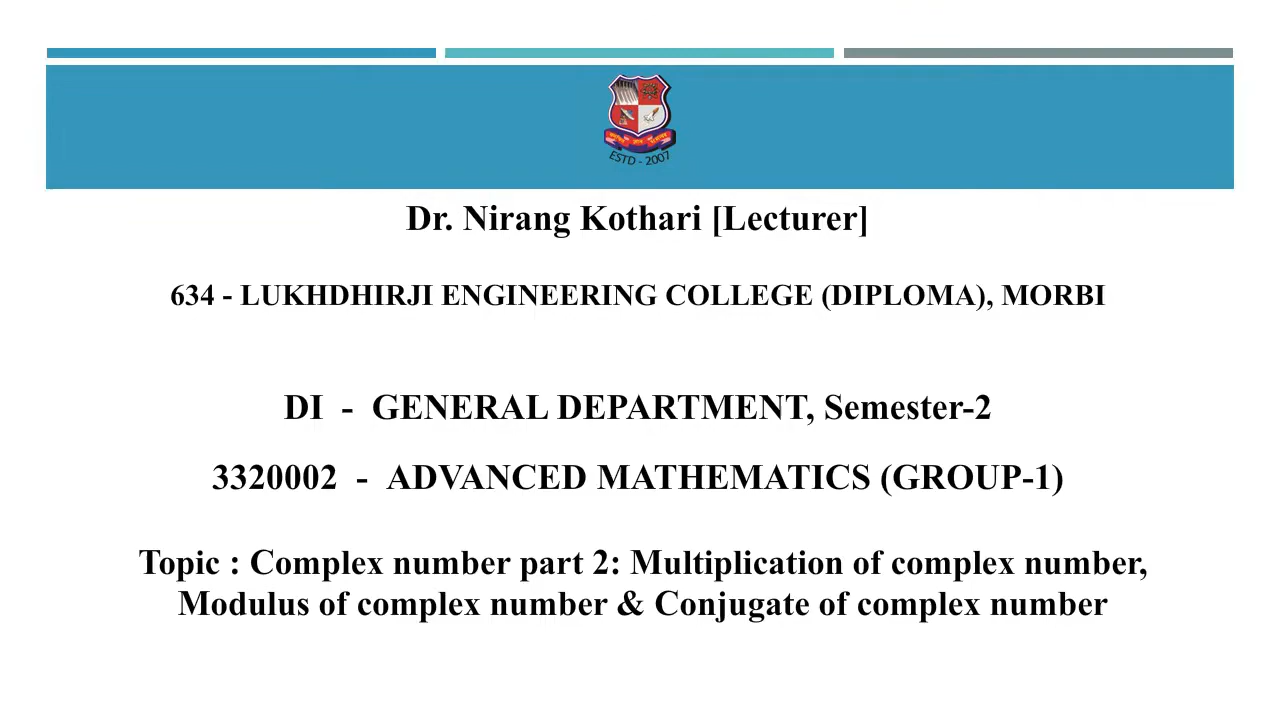 ESTD - 2007
Dr. Nirang Kothari [Lecturer]
634 - LUKHDHIRJI ENGINEERING COLLEGE (DIPLOMA), MORBI
DI - GENERAL DEPARTMENT, Semester-2
3320002 - ADVANCED MATHEMATICS (GROUP-1)
Topic : Complex number part 2: Multiplication of complex number,
Modulus of complex number & Conjugate of complex number